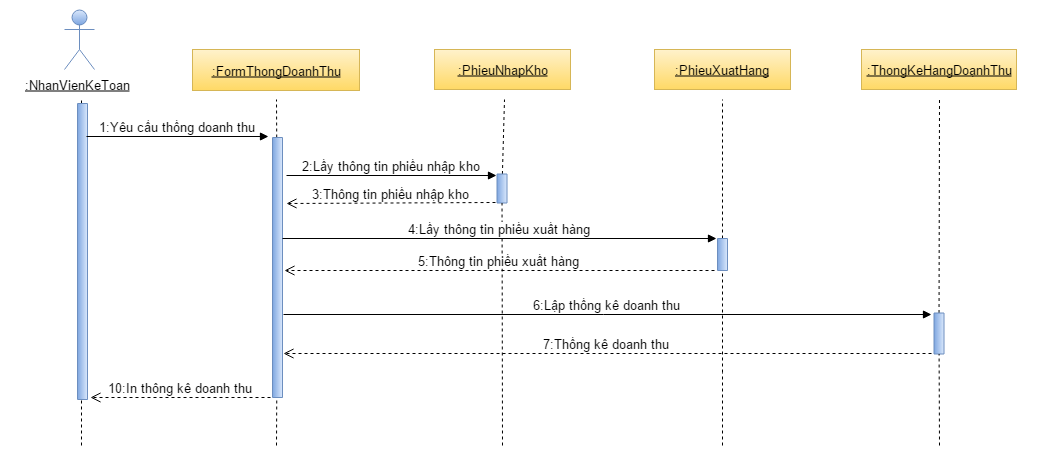 :NhanVienKeToan
:FormThongDoanhThu
:PhieuNhapKho
:PhieuXuatHang
:ThongKeHangDoanhThu
1:Yêu cầu thống doanh thu
2:Lấy thông tin phiếu nhập kho
3:Thông tin phiếu nhập kho
4:Lấy thông tin phiếu xuất hàng
5:Thông tin phiếu xuất hàng
6:Lập thống kê doanh thu
7:Thống kê doanh thu
10:In thống kê doanh thu